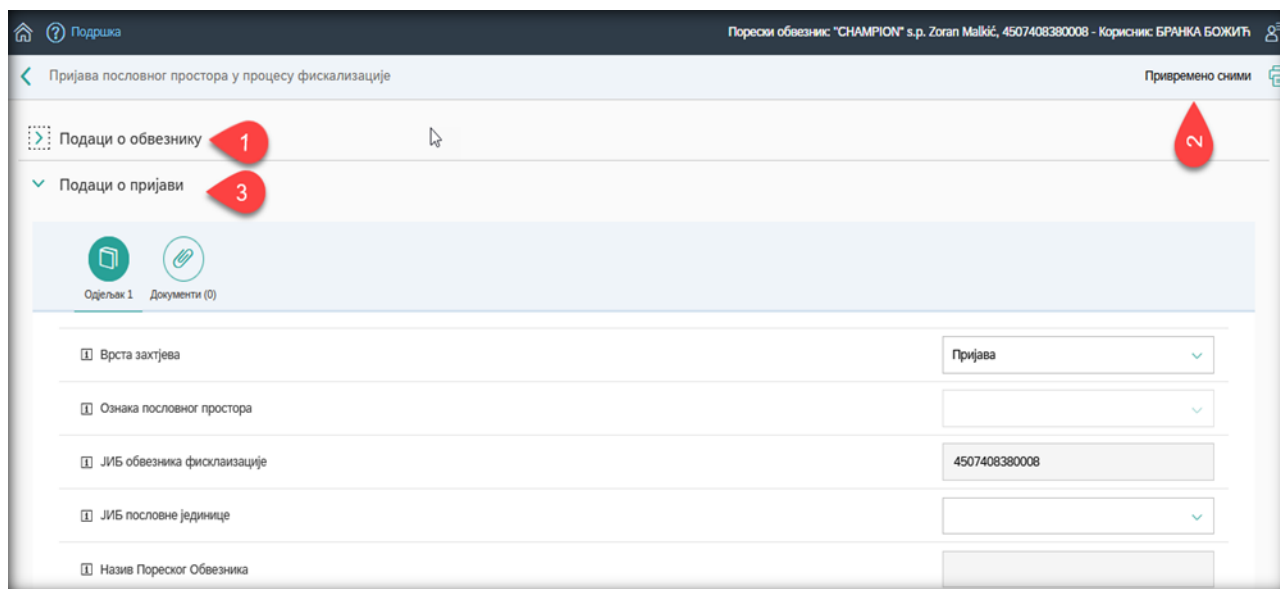 Подршка
Порески обвезник: "CHAMPION" s.p. Zoran Malkić, 4507408380008 - Корисник: БРАНКА БОЖИЋ
Пријава пословног простора у процесу фискализације
Привремено сними
Подаци о обвезнику
1
2
Подаци о пријави
3
Одјељак 1
Документи (0)
Врста захтјева
Пријава
Ознака пословног простора
ЈИБ обвезника фисклаизације
4507408380008
ЈИБ пословне јединице
Назив Пореског Обвезника